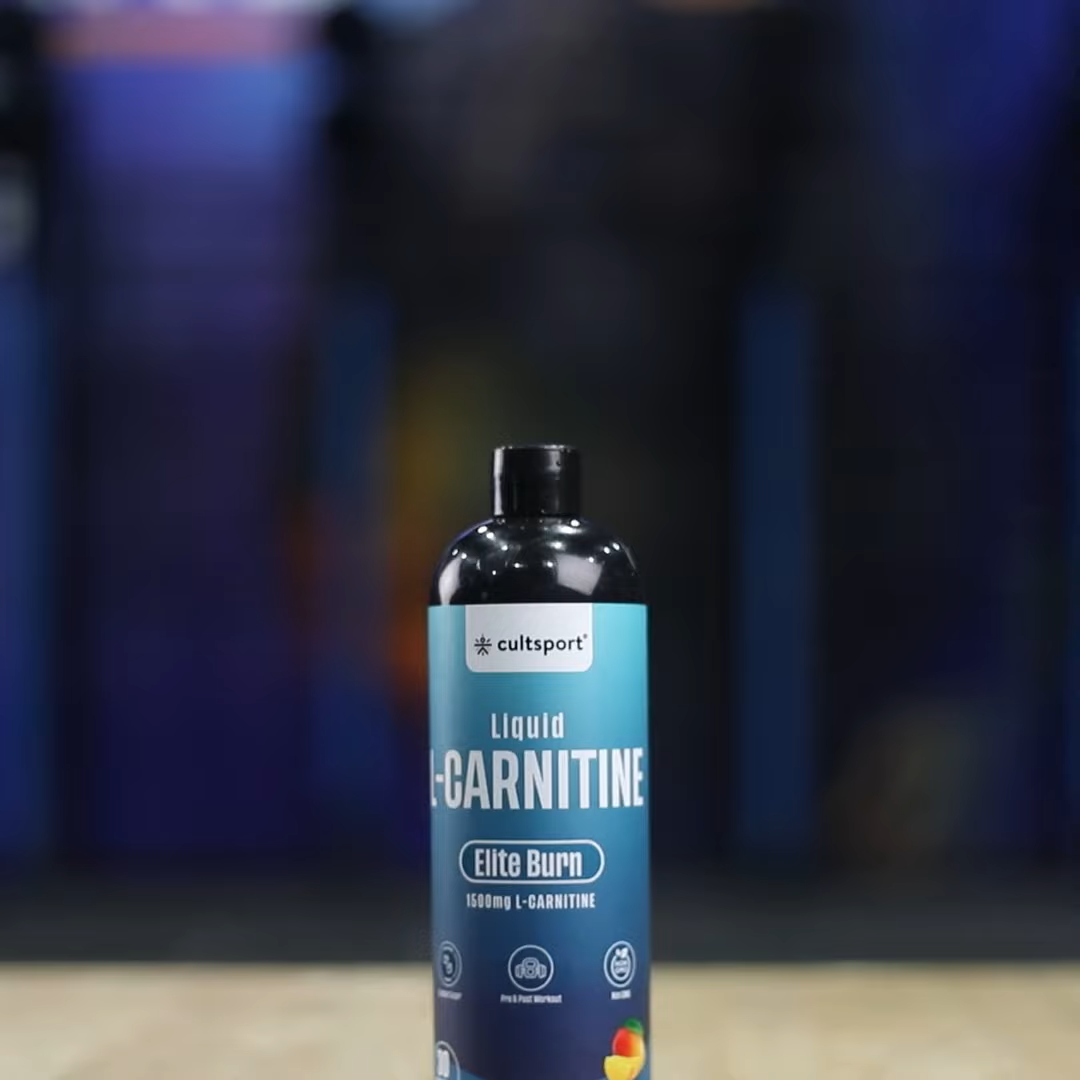 cultsport
Liquid
L-CARNITINE
Elite Burn
1500mg L-CARNITINE
Pre & Post Workout